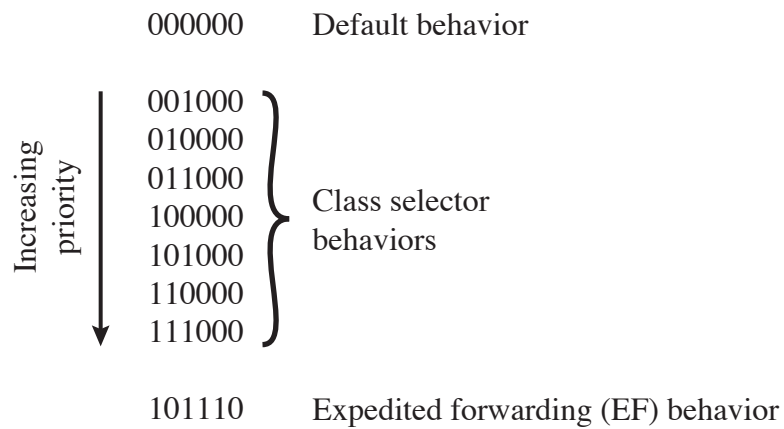 000000 Default behavior
Increasing
priority
001000
010000
011000
100000
101000
110000
111000
Class selector
behaviors
101110 Expedited forwarding (EF) behavior